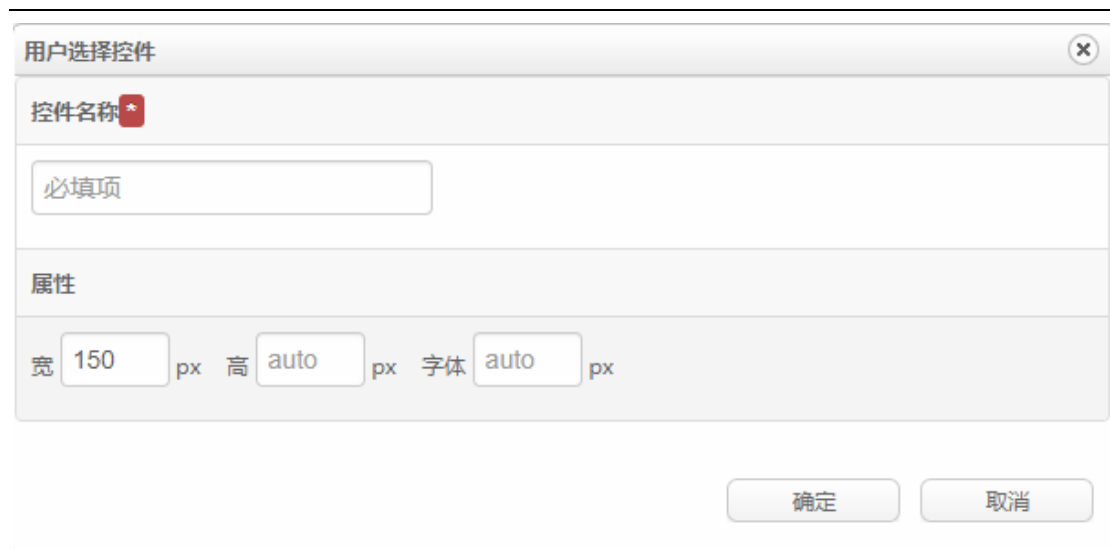 用户选择控件
控件名称*
必填项
属性
宽 150 px 高 auto px 字体 auto px
确定 取消